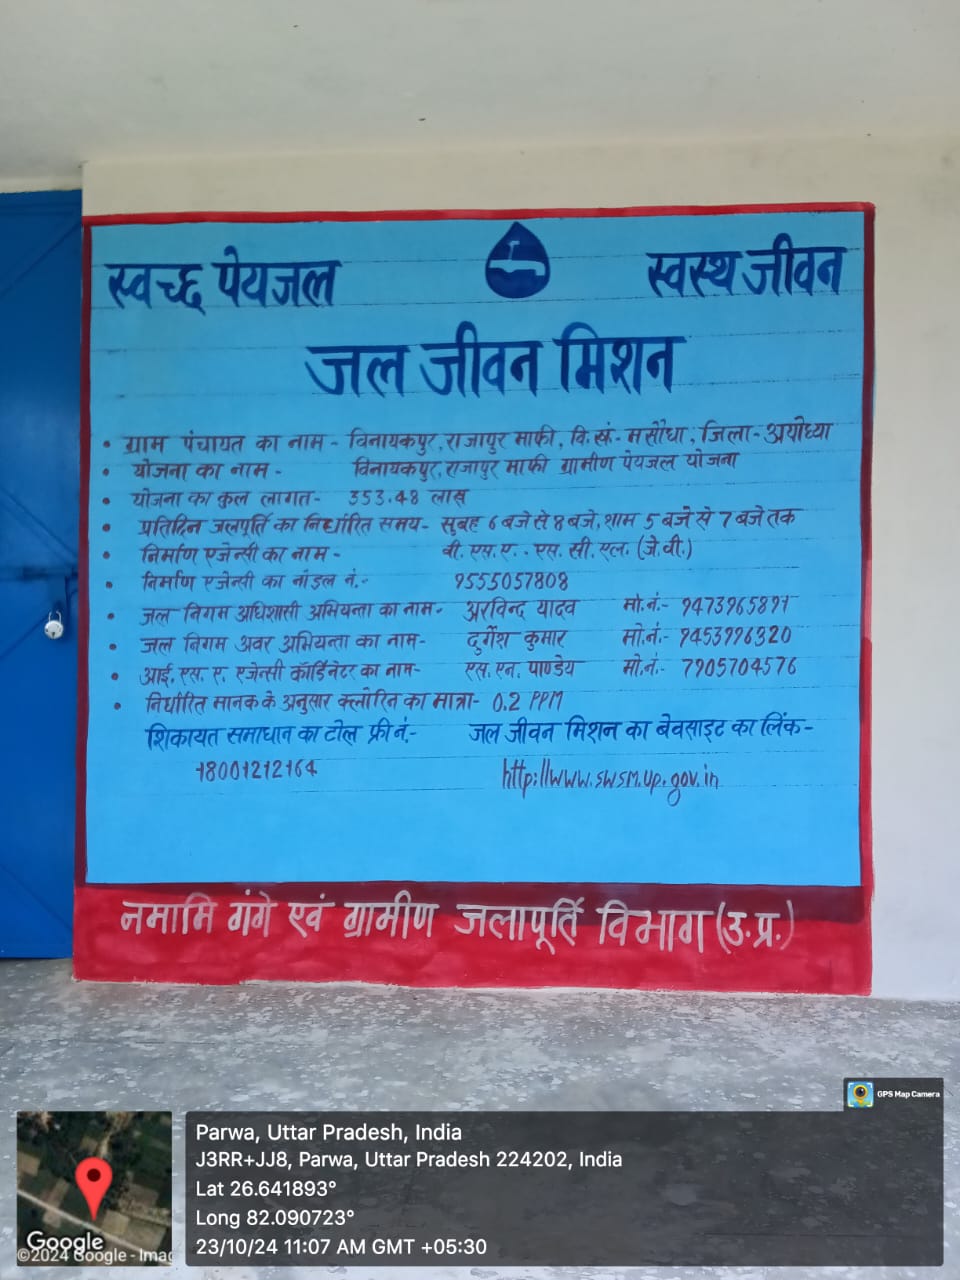 स्वच्छ पेयजल स्वस्थ जीवन
जल जीवन मिशन
• ग्राम पंचायत का नाम - विनायकपुर, राजापुर माफी, वि.खं.- मसौधा, जिला - अयोध्या
• योजना का नाम - विनायकपुर, राजापुर माफी ग्रामीण पेयजल योजना
• योजना का कुल लागत - 353.48 लाख
• प्रतिदिन जलपूर्ति का निर्धारित समय - सुबह 6 बजे से 8 बजे, शाम 5 बजे से 7 बजे तक
• निर्माण एजेन्सी का नाम - वी. एस. ए. - एस. सी. एल. (जे.वी.)
• निर्माण एजेन्सी का नोडल नं.- 9555057808
• जल निगम अधिशासी अभियन्ता का नाम - अरविन्द यादव मो.नं.- 9473965891
• जल निगम अवर अभियन्ता का नाम - दुर्गेश कुमार मो.नं.- 9453996320
• आई. एस. ए. एजेन्सी कॉर्डिनेटर का नाम - एस. एन. पाण्डेय मो.नं.- 7905704576
• निर्धारित मानक के अनुसार क्लोरिन का मात्रा - 0.2 PPM
शिकायत समाधान का टोल फ्री नं.- जल जीवन मिशन का बेवसाइट का लिंक -
18001212164 http://www.swsm.up.gov.in
नमामि गंगे एवं ग्रामीण जलापूर्ति विभाग (उ.प्र.)
GPS Map Camera
Parwa, Uttar Pradesh, India
J3RR+JJ8, Parwa, Uttar Pradesh 224202, India
Lat 26.641893°
Long 82.090723°
23/10/24 11:07 AM GMT +05:30
Google
©2024 Google - Imag